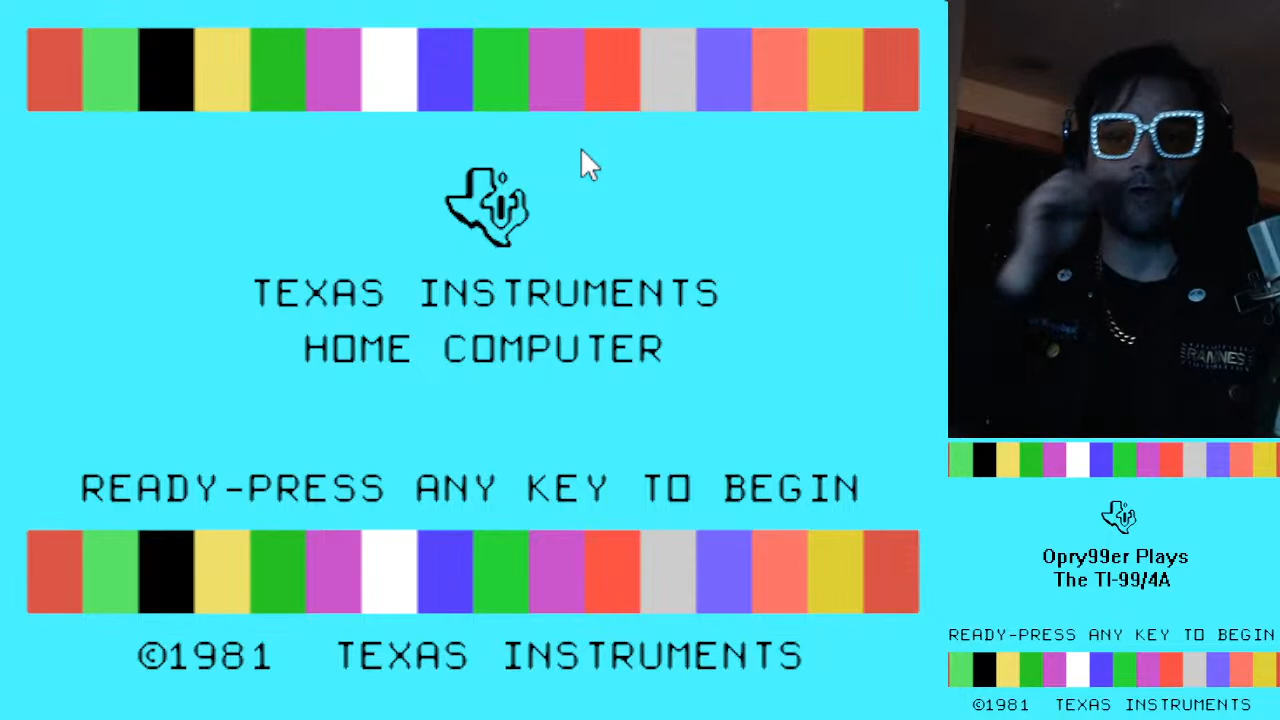 TEXAS INSTRUMENTS
HOME COMPUTER
READY-PRESS ANY KEY TO BEGIN
©1981 TEXAS INSTRUMENTS
RAMNES
Opry99er Plays
The TI-99/4A
READY-PRESS ANY KEY TO BEGIN
©1981 TEXAS INSTRUMENTS